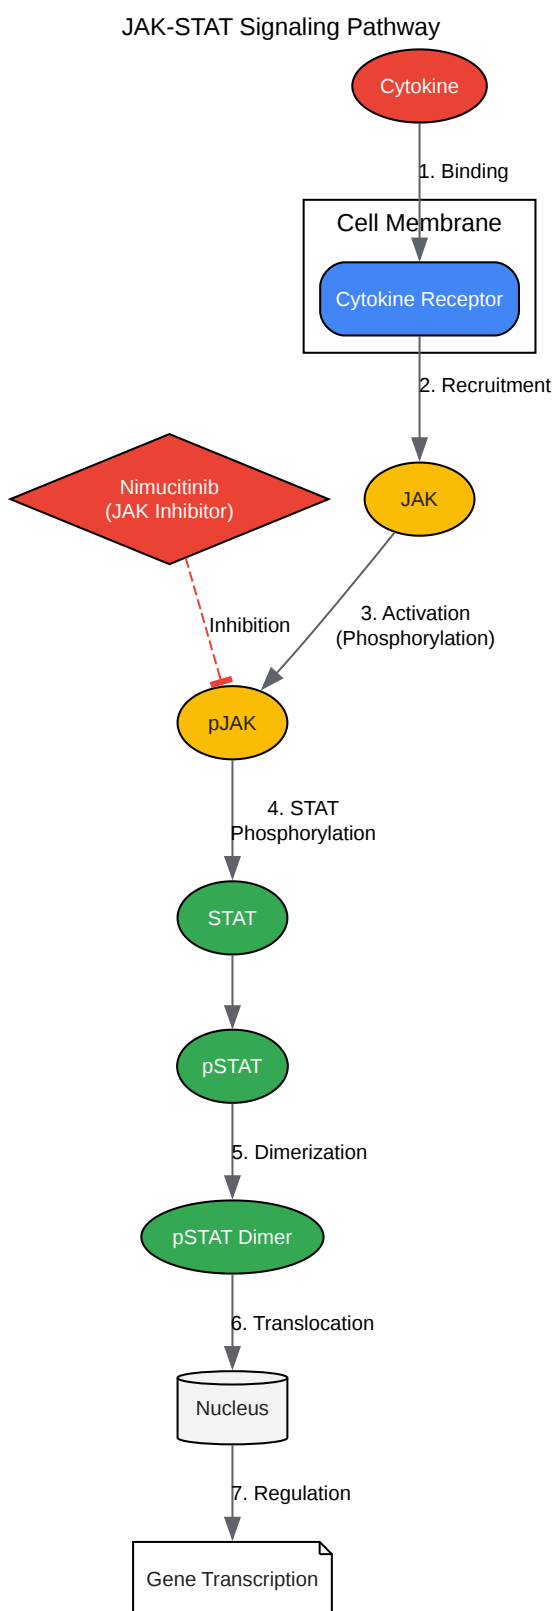 JAK-STAT Signaling Pathway
Cytokine
1. Binding
Cell Membrane
Cytokine Receptor
2. Recruitment
Nimucitinib
(JAK Inhibitor)
JAK
Inhibition
3. Activation
(Phosphorylation)
pJAK
4. STAT
Phosphorylation
STAT
pSTAT
5. Dimerization
pSTAT Dimer
6. Translocation
Nucleus
7. Regulation
Gene Transcription